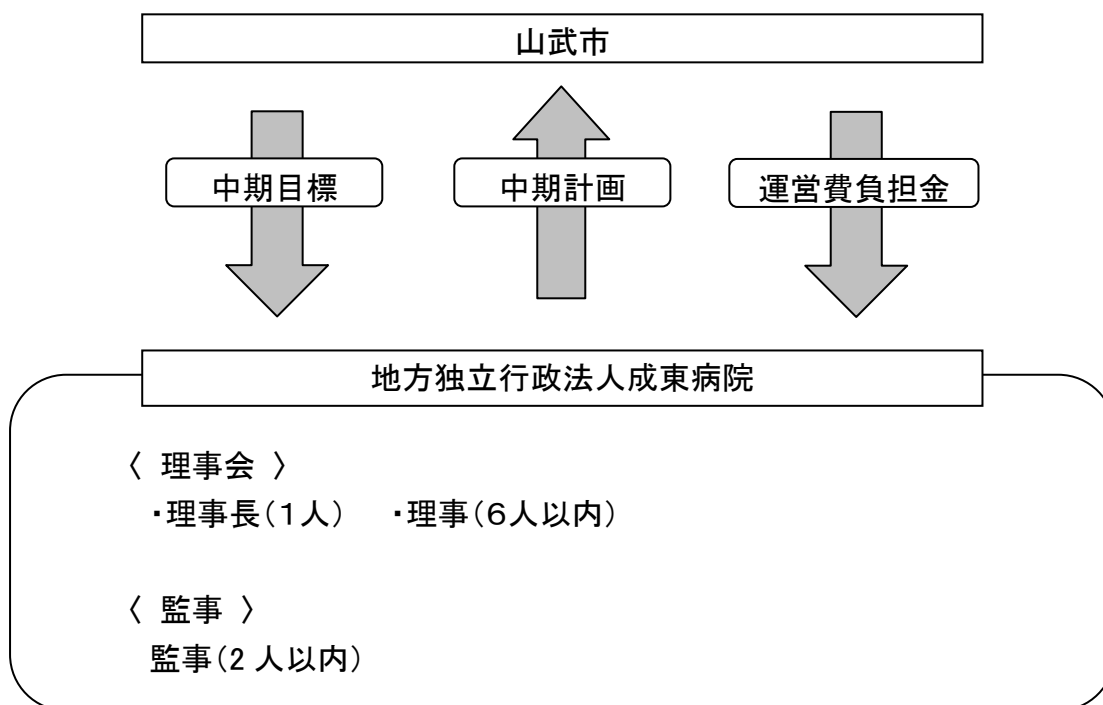 山武市
中期目標
中期計画
運営費負担金
地方独立行政法人成東病院
〈 理事会 〉
・理事長(1人) ・理事(6人以内)
〈 監事 〉
監事(2 人以内)